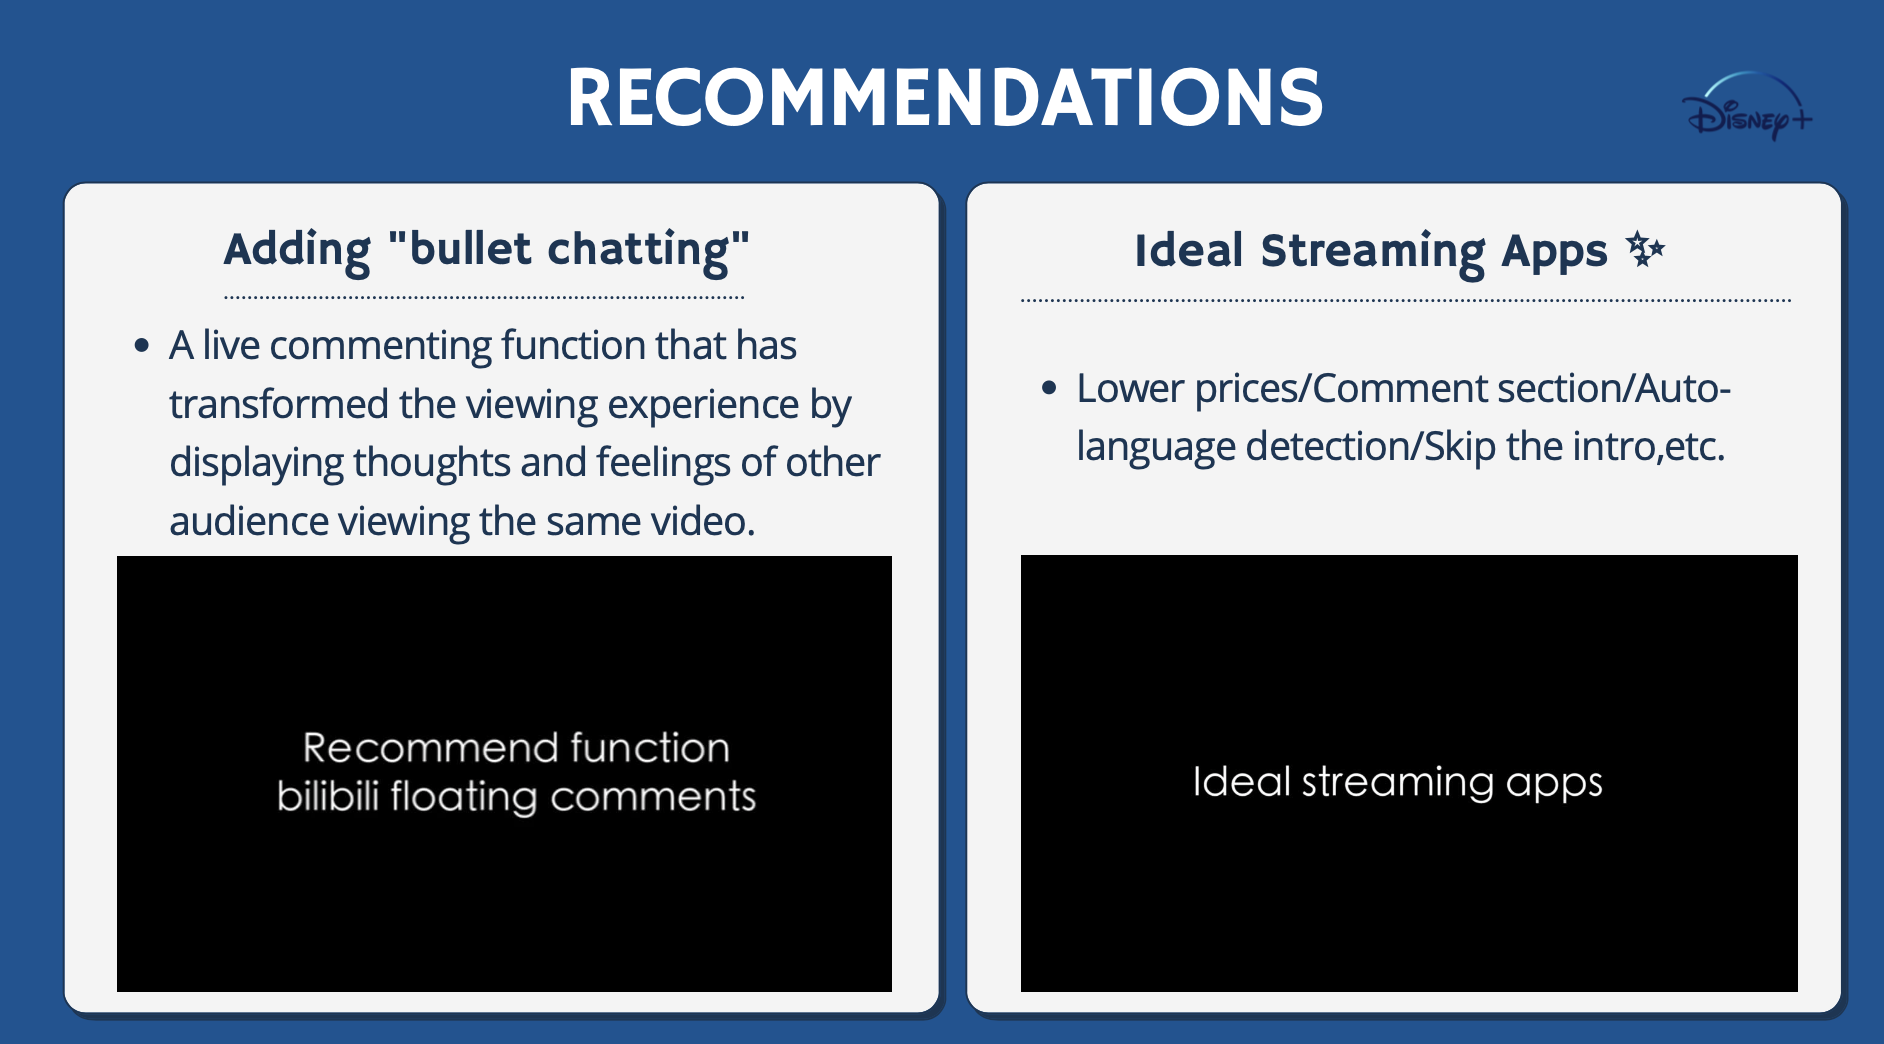 RECOMMENDATIONS
Disney+
Adding "bullet chatting"
A live commenting function that has
transformed the viewing experience by
displaying thoughts and feelings of other
audience viewing the same video.
Recommend function
bilibili floating comments
Ideal Streaming Apps ✨
Lower prices/Comment section/Auto-
language detection/Skip the intro,etc.
Ideal streaming apps